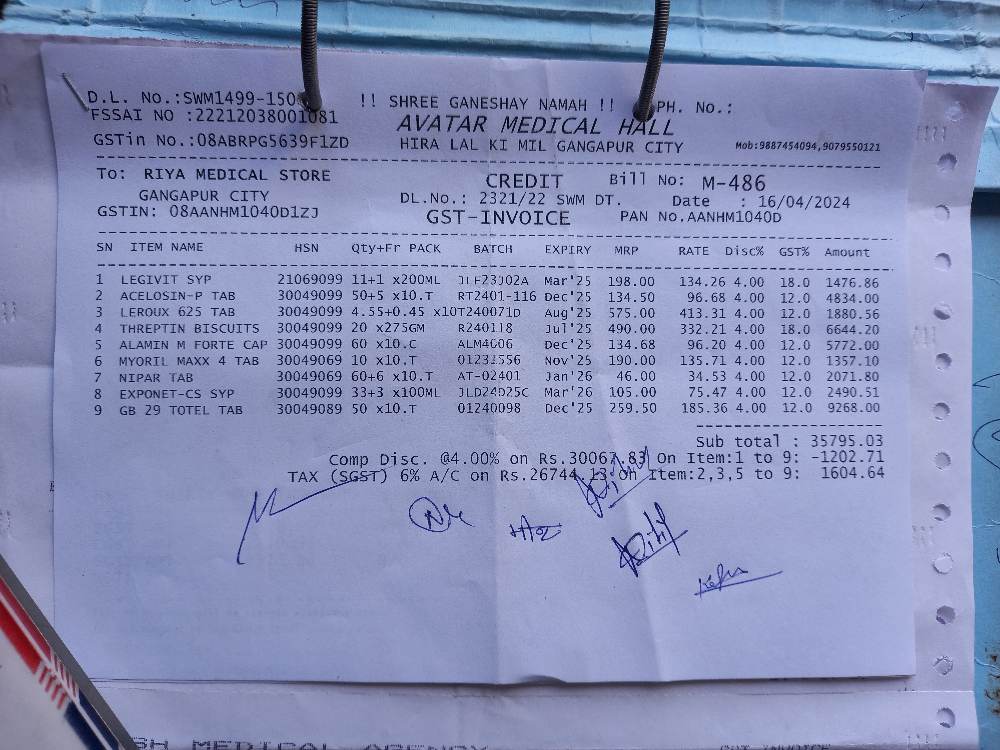 D.L. No.:SWM1499-150 !! SHREE GANESHAY NAMAH !! PH. No.:
FSSAI NO :22212038001081 AVATAR MEDICAL HALL
GSTin No.:08ABRPG5639F1ZD HIRA LAL KI MIL GANGAPUR CITY Mob:9887454094,9079550121
To: RIYA MEDICAL STORE CREDIT Bill No: M-486
GANGAPUR CITY DL.No.: 2321/22 SWM DT. Date : 16/04/2024
GSTIN: 08AANHM1040D1ZJ GST-INVOICE PAN No.AANHM1040D
SN ITEM NAME HSN Qty+Fr PACK BATCH EXPIRY MRP RATE Disc% GST% Amount
1 LEGIVIT SYP 21069099 11+1 x200ML JLF23J02A Mar'25 198.00 134.26 4.00 18.0 1476.86
2 ACELOSIN-P TAB 30049099 50+5 x10.T RT2401-116 Dec'25 134.50 96.68 4.00 12.0 4834.00
3 LEROUX 625 TAB 30049099 4.55+0.45 x10T240071D Aug'25 575.00 413.31 4.00 12.0 1880.56
4 THREPTIN BISCUITS 30049099 20 x275GM R240118 Jul'25 490.00 332.21 4.00 18.0 6644.20
5 ALAMIN M FORTE CAP 30049099 60 x10.C ALM4006 Dec'25 134.68 96.20 4.00 12.0 5772.00
6 MYORIL MAXX 4 TAB 30049069 10 x10.T 01231556 Nov'25 190.00 135.71 4.00 12.0 1357.10
7 NIPAR TAB 30049069 60+6 x10.T AT-02401 Jan'26 46.00 34.53 4.00 12.0 2071.80
8 EXPONET-CS SYP 30049099 33+3 x100ML JLD24025C Mar'26 105.00 75.47 4.00 12.0 2490.51
9 GB 29 TOTEL TAB 30049089 50 x10.T 01240098 Dec'25 259.50 185.36 4.00 12.0 9268.00
Sub total : 35795.03
Comp Disc. @4.00% on Rs.30067.83 On Item:1 to 9: -1202.71
TAX (SGST) 6% A/C on Rs.26744.13 on Item:2,3,5 to 9: 1604.64
SH MEDICAL AGENCY